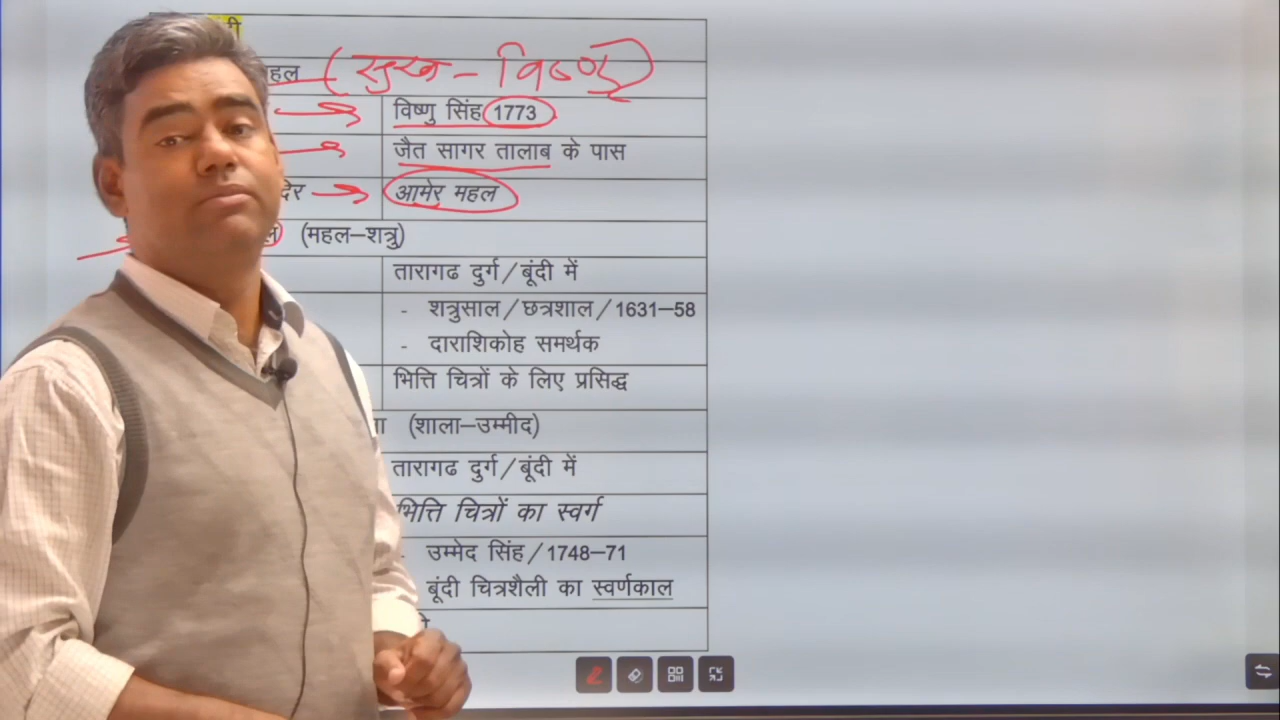 हल (सुख - विष्णु)
विष्णु सिंह 1773
जैत सागर तालाब के पास
आमेर महल
(महल–शत्रु)
तारागढ दुर्ग/बूंदी में
- शत्रुसाल/छत्रशाल/1631–58
- दाराशिकोह समर्थक
भित्ति चित्रों के लिए प्रसिद्ध
(शाला–उम्मीद)
तारागढ दुर्ग/बूंदी में
भित्ति चित्रों का स्वर्ग
- उम्मेद सिंह/1748–71
बूंदी चित्रशैली का स्वर्णकाल